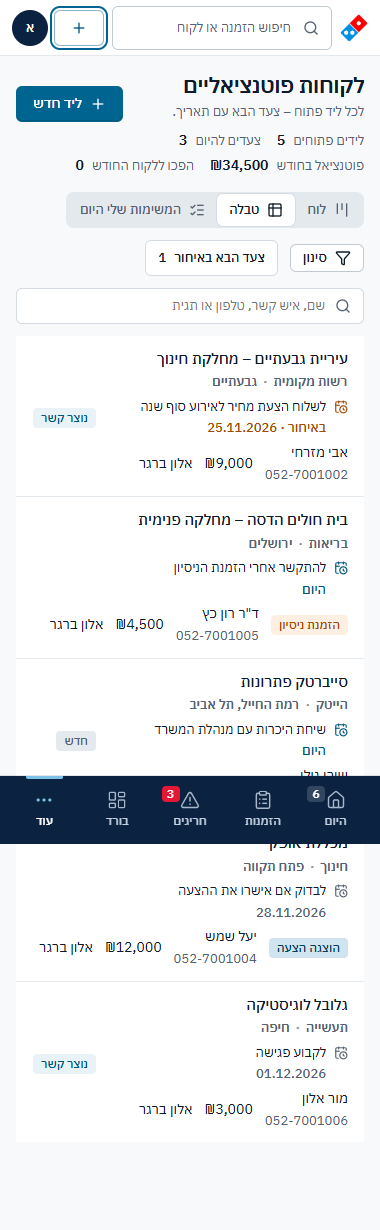 חיפוש הזמנה או לקוח
א
לקוחות פוטנציאליים
לכל ליד פתוח – צעד הבא עם תאריך.
ליד חדש
לידים פתוחים 5 צעדים להיום 3
פוטנציאל בחודש ₪34,500 הפכו ללקוח החודש 0
לוח
טבלה
המשימות שלי היום
סינון
צעד הבא באיחור 1
שם, איש קשר, טלפון או תגית
עיריית גבעתיים – מחלקת חינוך
רשות מקומית · גבעתיים
לשלוח הצעת מחיר לאירוע סוף שנה
באיחור · 25.11.2026
נוצר קשר
אבי מזרחי
052-7001002
₪9,000
אלון ברגר
בית חולים הדסה – מחלקה פנימית
בריאות · ירושלים
להתקשר אחרי הזמנת הניסיון
היום
הזמנת ניסיון
ד"ר רון כץ
052-7001005
₪4,500
אלון ברגר
סייברטק פתרונות
הייטק · רמת החייל, תל אביב
שיחת היכרות עם מנהלת המשרד
היום
חדש
היום
6
הזמנות
חריגים
3
בורד
עוד
חינוך · פתח תקווה
לבדוק אם אישרו את ההצעה
28.11.2026
הוצגה הצעה
יעל שמש
052-7001004
₪12,000
אלון ברגר
גלובל לוגיסטיקה
תעשייה · חיפה
לקבוע פגישה
01.12.2026
נוצר קשר
מור אלון
052-7001006
₪3,000
אלון ברגר